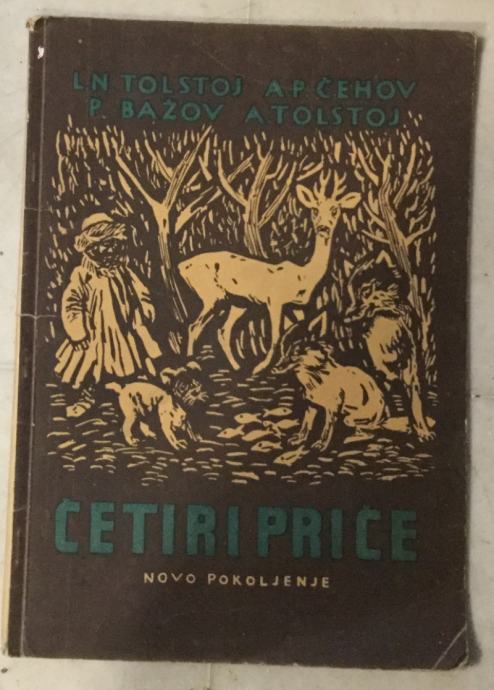 L.N. TOLSTOJ A.P. ČEHOV
P. BAŽOV A. TOLSTOJ
ČETIRI PRIČE
NOVO POKOLJENJE